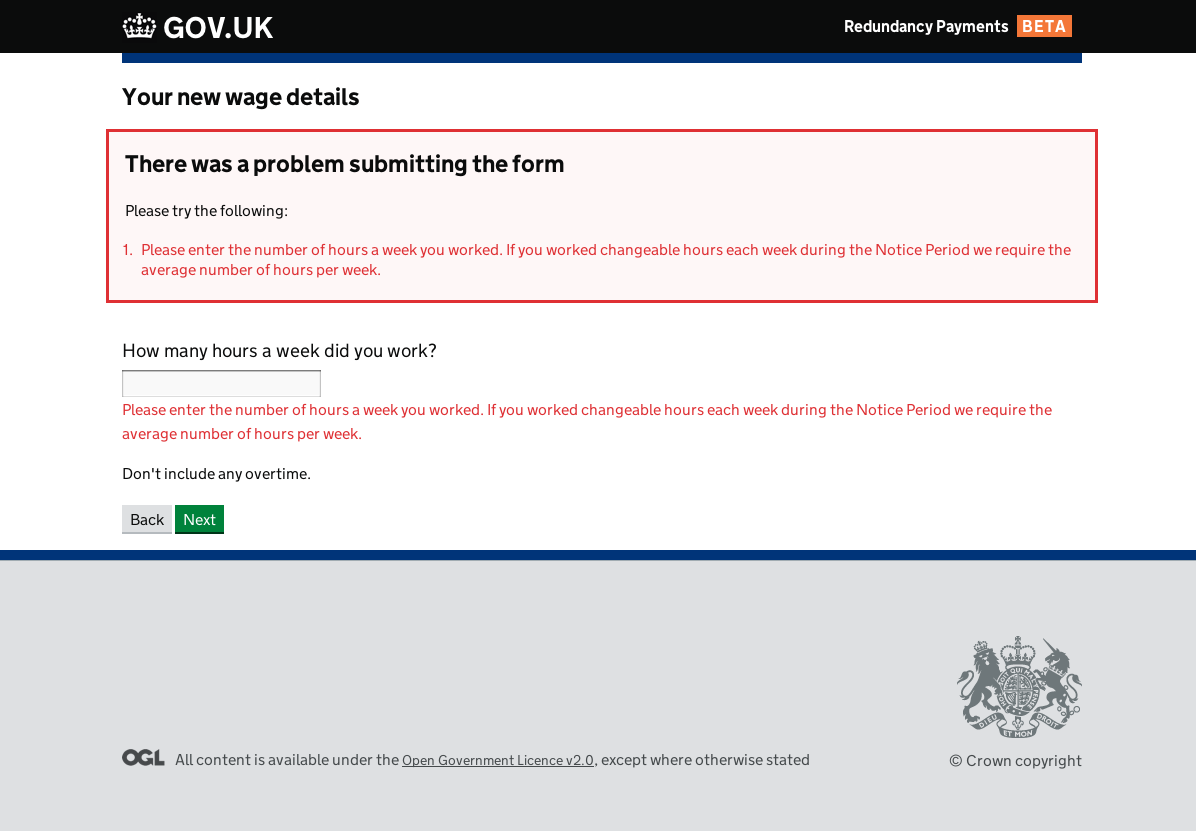 GOV.UK
Redundancy Payments BETA
Your new wage details
There was a problem submitting the form
Please try the following:
1. Please enter the number of hours a week you worked. If you worked changeable hours each week during the Notice Period we require the
average number of hours per week.
How many hours a week did you work?
Please enter the number of hours a week you worked. If you worked changeable hours each week during the Notice Period we require the
average number of hours per week.
Don't include any overtime.
Back Next
DIEU ET MON DROIT
OGL All content is available under the Open Government Licence v2.0, except where otherwise stated
© Crown copyright